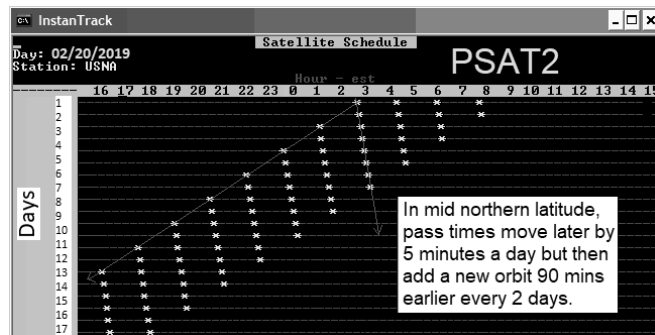 InstanTrack
Satellite Schedule
Day: 02/20/2019
Station: USNA
PSAT2
Hour - est
16 17 18 19 20 21 22 23 0 1 2 3 4 5 6 7 8 9 10 11 12 13 14 15
1
2
3
4
5
6
7
8
9
10
11
12
13
14
15
16
17
Days
In mid northern latitude,
pass times move later by
5 minutes a day but then
add a new orbit 90 mins
earlier every 2 days.